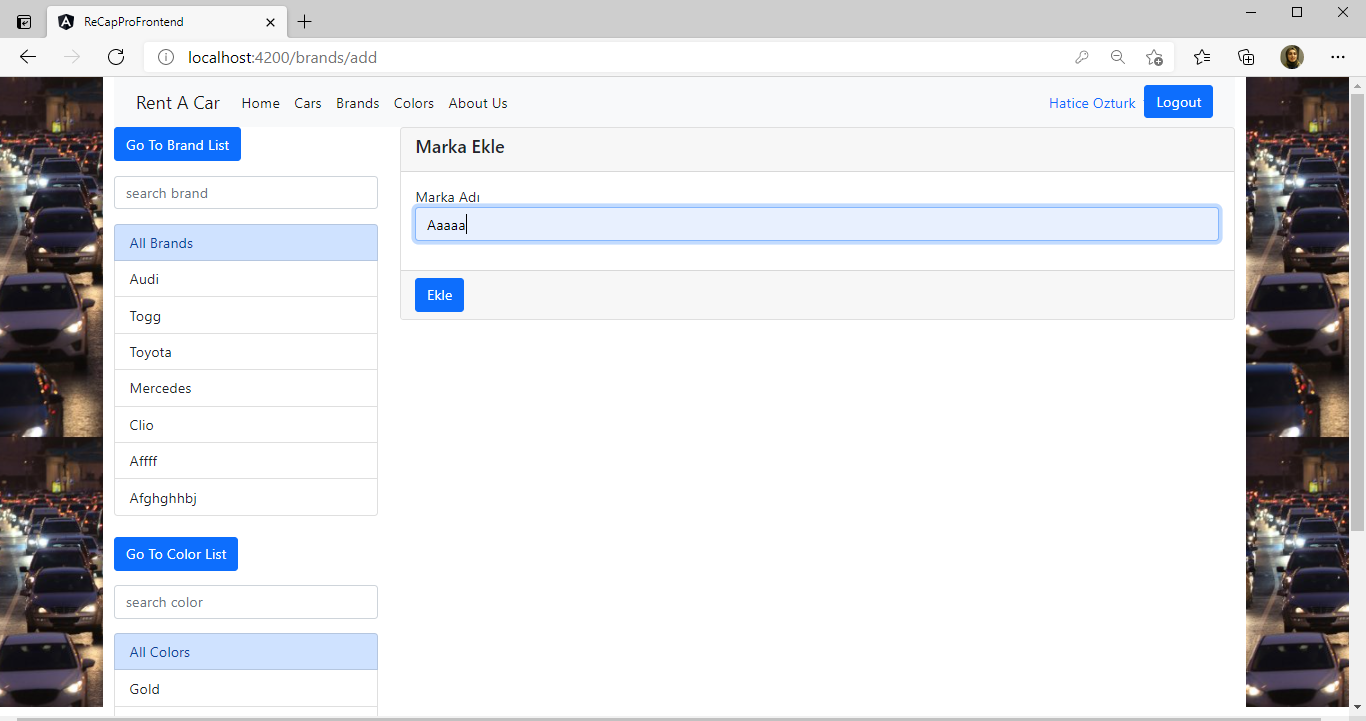 ReCapProFrontend
localhost:4200/brands/add
Rent A Car Home Cars Brands Colors About Us Hatice Ozturk Logout
Go To Brand List
search brand
All Brands
Audi
Togg
Toyota
Mercedes
Clio
Affff
Afghghhbj
Go To Color List
search color
All Colors
Gold
Marka Ekle
Marka Adı
Aaaaa
Ekle